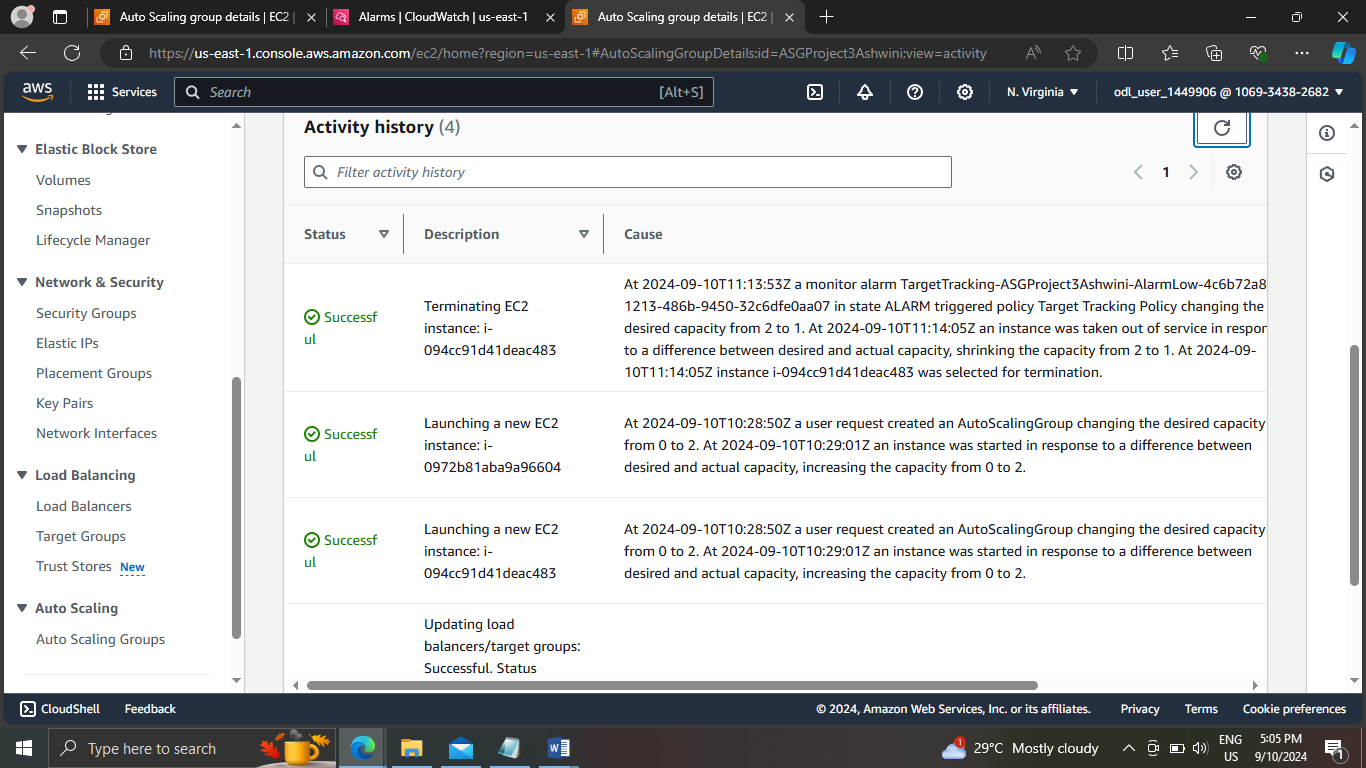 Auto Scaling group details | EC2 |
Alarms | CloudWatch | us-east-1
Auto Scaling group details | EC2 |
https://us-east-1.console.aws.amazon.com/ec2/home?region=us-east-1#AutoScalingGroupDetails:id=ASGProject3Ashwini;view=activity
aws
Services
Search
[Alt+S]
N. Virginia
odl_user_1449906 @ 1069-3438-2682
Elastic Block Store
Volumes
Snapshots
Lifecycle Manager
Network & Security
Security Groups
Elastic IPs
Placement Groups
Key Pairs
Network Interfaces
Load Balancing
Load Balancers
Target Groups
Trust Stores New
Auto Scaling
Auto Scaling Groups
Activity history (4)
Filter activity history
1
Status
Description
Cause
Successf
ul
Terminating EC2
instance: i-
094cc91d41deac483
At 2024-09-10T11:13:53Z a monitor alarm TargetTracking-ASGProject3Ashwini-AlarmLow-4c6b72a8
1213-486b-9450-32c6dfe0aa07 in state ALARM triggered policy Target Tracking Policy changing the
desired capacity from 2 to 1. At 2024-09-10T11:14:05Z an instance was taken out of service in respon
to a difference between desired and actual capacity, shrinking the capacity from 2 to 1. At 2024-09-
10T11:14:05Z instance i-094cc91d41deac483 was selected for termination.
Successf
ul
Launching a new EC2
instance: i-
0972b81aba9a96604
At 2024-09-10T10:28:50Z a user request created an AutoScalingGroup changing the desired capacity
from 0 to 2. At 2024-09-10T10:29:01Z an instance was started in response to a difference between
desired and actual capacity, increasing the capacity from 0 to 2.
Successf
ul
Launching a new EC2
instance: i-
094cc91d41deac483
At 2024-09-10T10:28:50Z a user request created an AutoScalingGroup changing the desired capacity
from 0 to 2. At 2024-09-10T10:29:01Z an instance was started in response to a difference between
desired and actual capacity, increasing the capacity from 0 to 2.
Updating load
balancers/target groups:
Successful. Status
CloudShell
Feedback
© 2024, Amazon Web Services, Inc. or its affiliates.
Privacy
Terms
Cookie preferences
Type here to search
1
29°C Mostly cloudy
ENG
US
5:05 PM
9/10/2024
1